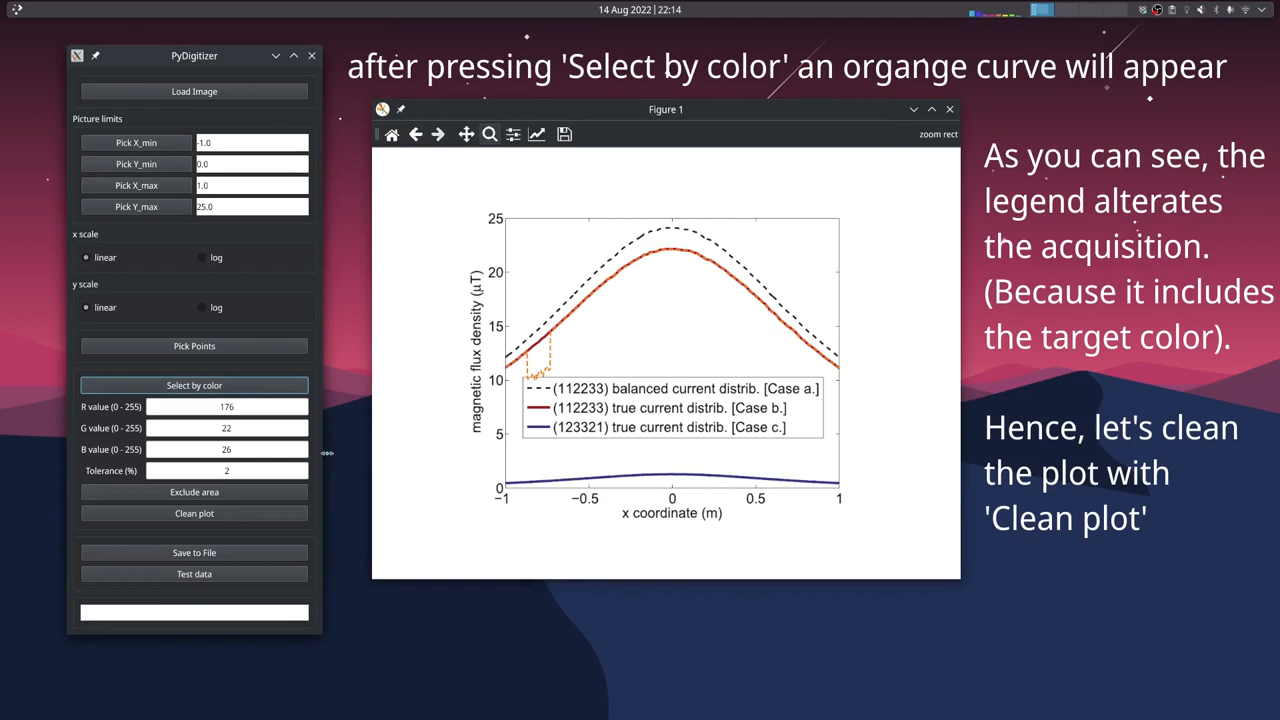 14 Aug 2022 | 22:14
PyDigitizer
after pressing 'Select by color' an organge curve will appear
Load Image
Picture limits
Pick X_min
-1.0
Pick Y_min
0.0
Pick X_max
1.0
Pick Y_max
25.0
x scale
linear
log
y scale
linear
log
Pick Points
Select by color
R value (0 - 255)
176
G value (0 - 255)
22
B value (0 - 255)
26
Tolerance (%)
2
Exclude area
Clean plot
Save to File
Test data
Figure 1
zoom rect
25
20
15
10
5
0
magnetic flux density (µT)
(112233) balanced current distrib. [Case a.]
(112233) true current distrib. [Case b.]
(123321) true current distrib. [Case c.]
−1
−0.5
0
0.5
1
x coordinate (m)
As you can see, the
legend alterates
the acquisition.
(Because it includes
the target color).
Hence, let's clean
the plot with
'Clean plot'